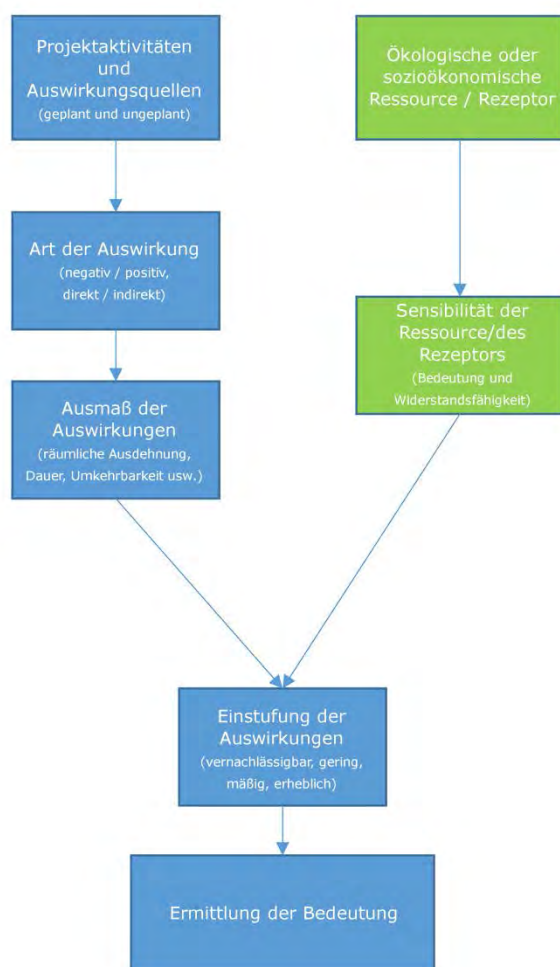 Projektaktivitäten
und
Auswirkungsquellen
(geplant und ungeplant)
Ökologische oder
sozioökonomische
Ressource / Rezeptor
Art der Auswirkung
(negativ / positiv,
direkt / indirekt)
Sensibilität der
Ressource/des
Rezeptors
(Bedeutung und
Widerstandsfähigkeit)
Ausmaß der
Auswirkungen
(räumliche Ausdehnung,
Dauer, Umkehrbarkeit usw.)
Einstufung der
Auswirkungen
(vernachlässigbar, gering,
mäßig, erheblich)
Ermittlung der Bedeutung